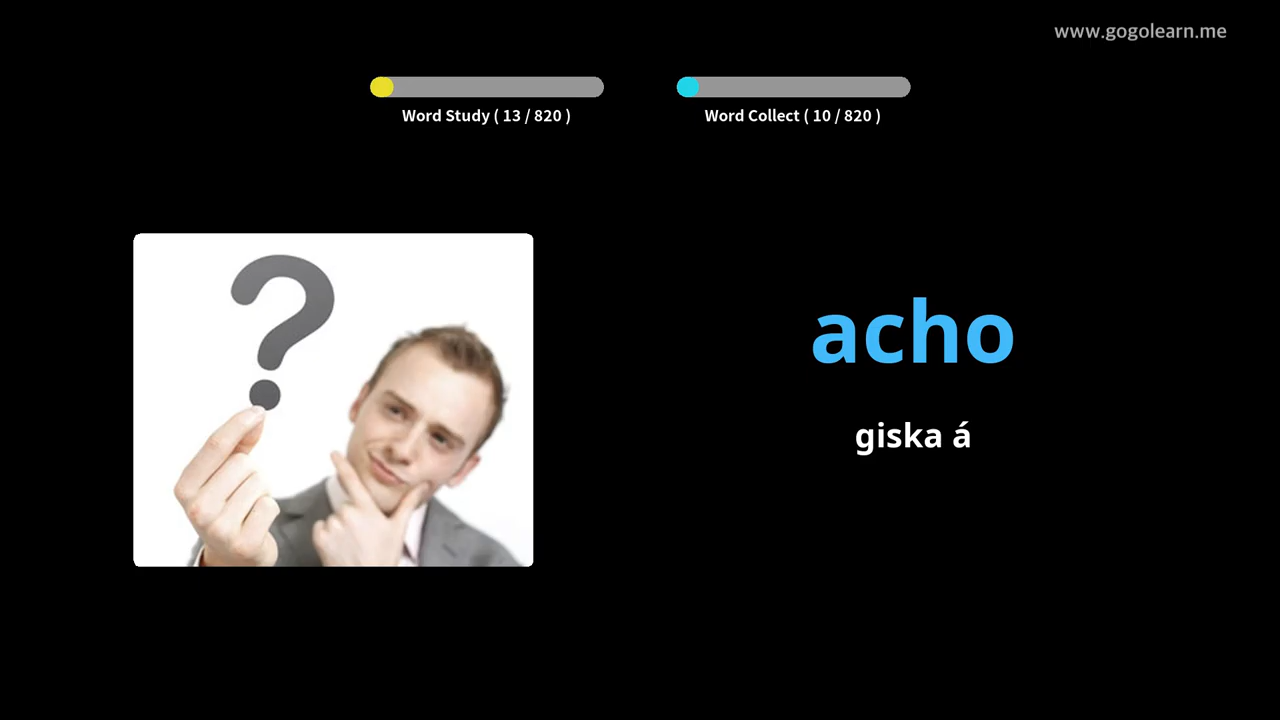 www.gogolearn.me
Word Study ( 13 / 820 )
Word Collect ( 10 / 820 )
?
acho
giska á